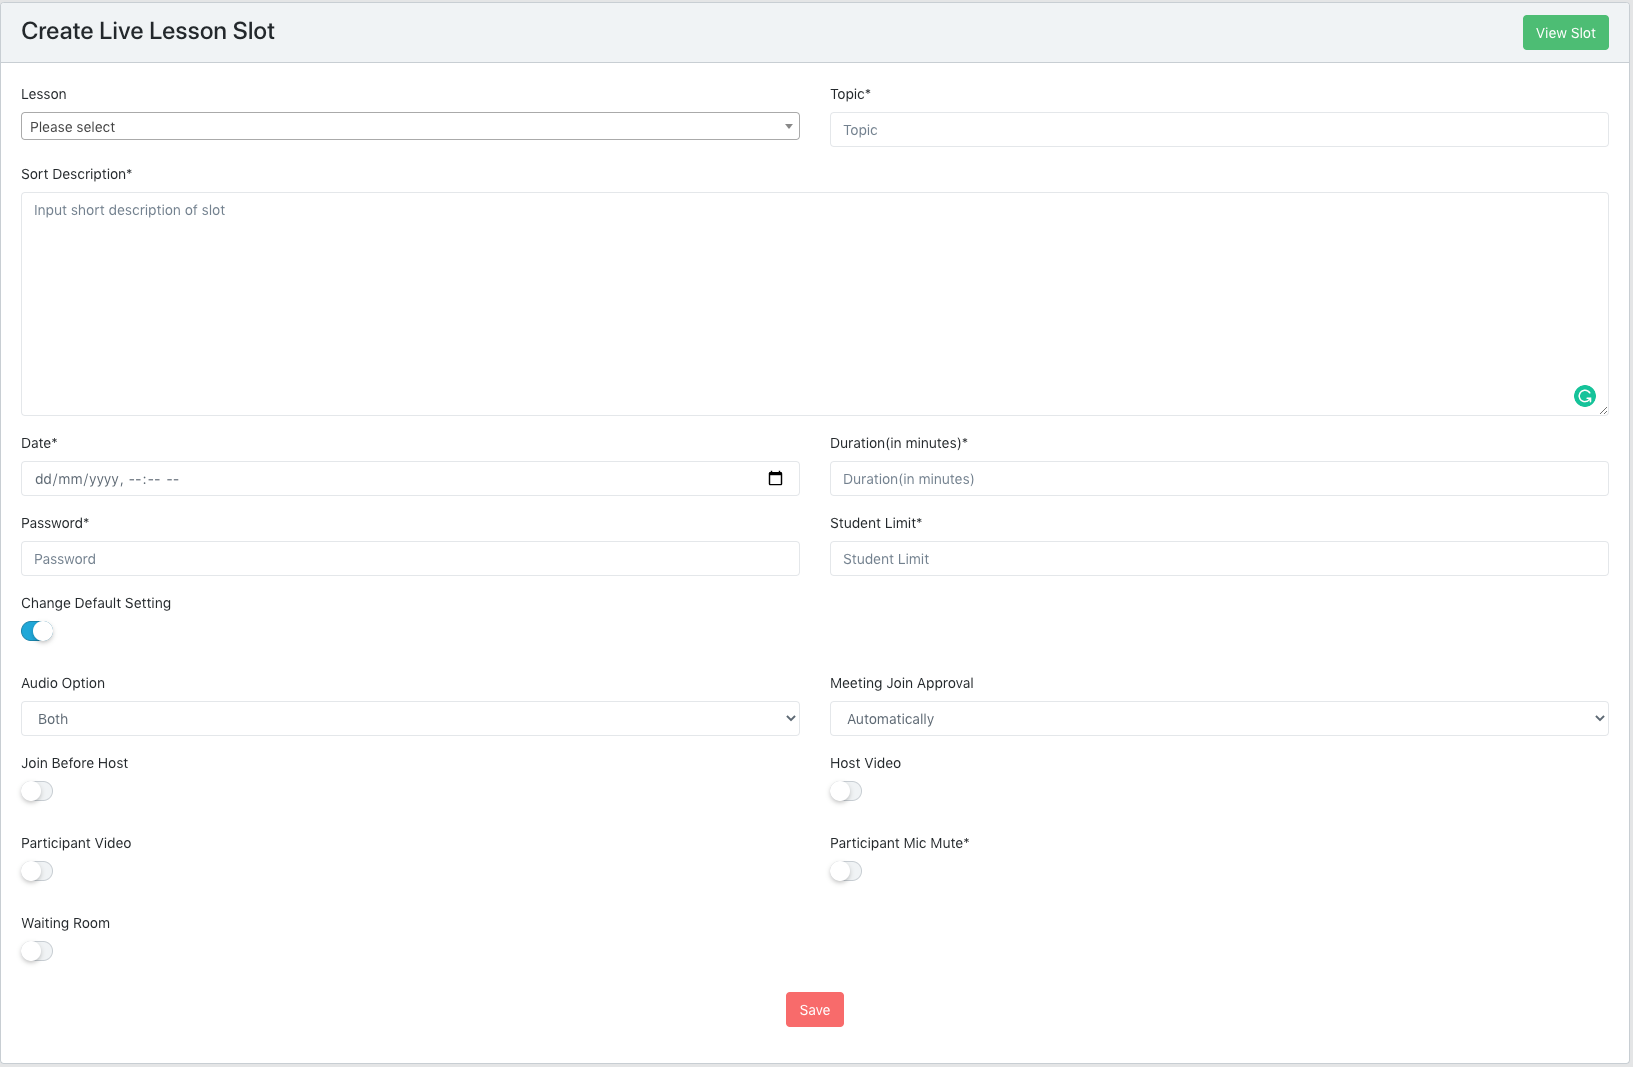 Create Live Lesson Slot
View Slot
Lesson
Topic*
Please select
Topic
Sort Description*
Input short description of slot
Date*
Duration(in minutes)*
dd/mm/yyyy, --:-- --
Duration(in minutes)
Password*
Student Limit*
Password
Student Limit
Change Default Setting
Audio Option
Meeting Join Approval
Both
Automatically
Join Before Host
Host Video
Participant Video
Participant Mic Mute*
Waiting Room
Save